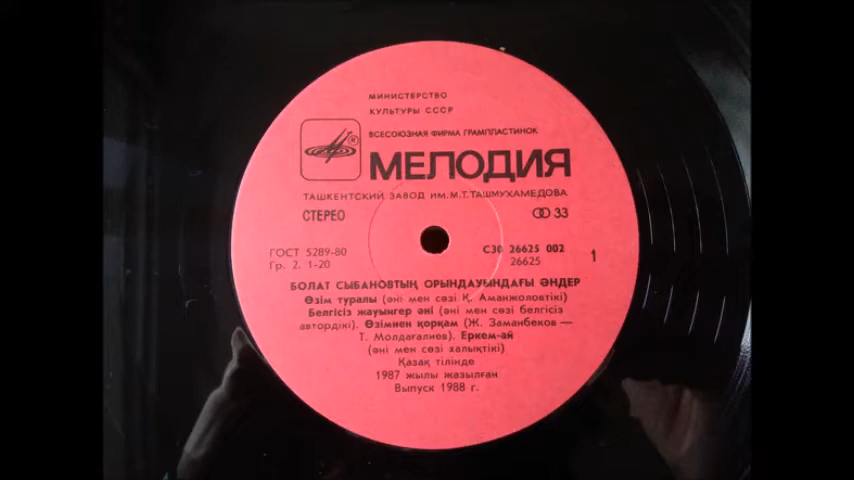 МИНИСТЕРСТВО
КУЛЬТУРЫ СССР
ВСЕСОЮЗНАЯ ФИРМА ГРАМПЛАСТИНОК
МЕЛОДИЯ
ТАШКЕНТСКИЙ ЗАВОД ИМ. М. Т. ТАШМУХАМЕДОВА
СТЕРЕО 33
ГОСТ 5289-80 С30 26625 002 1
Гр. 2. 1-20 26625
БОЛАТ СЫБАНОВТЫҢ ОРЫНДАУЫНДАҒЫ ӘНДЕР
Өзім туралы (әні мен сөзі Қ. Аманжоловтікі)
Белгісіз жауынгер әні (әні мен сөзі белгісіз
автордікі). Өзімнен қорқам (Ж. Заманбеков —
Т. Молдағалиев). Еркем-ай
(әні мен сөзі халықтікі)
Қазақ тілінде
1987 жылы жазылған
Выпуск 1988 г.